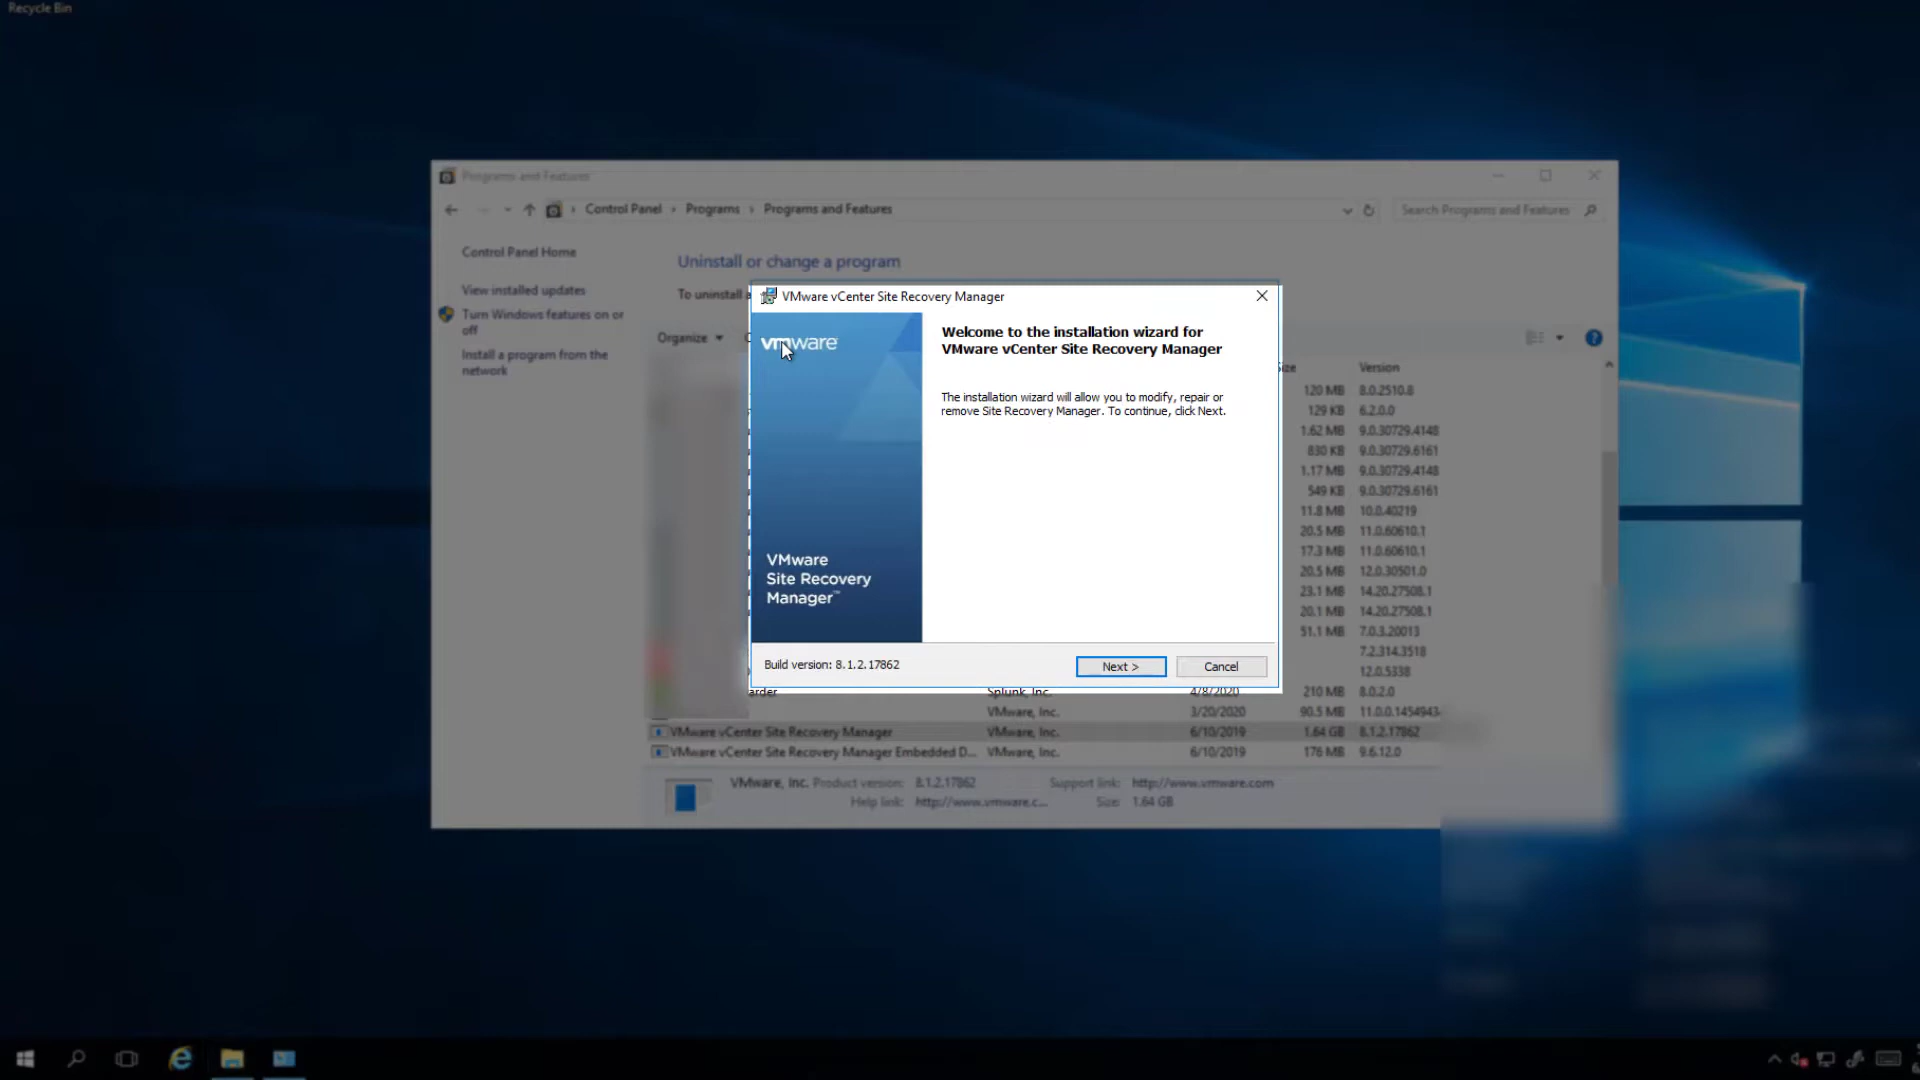 Recycle Bin
Programs and Features
Control Panel › Programs › Programs and Features
Search Programs and Features
Control Panel Home
View installed updates
Turn Windows features on or off
Install a program from the network
Uninstall or change a program
To uninstall a
Organize
VMware vCenter Site Recovery Manager
vmware
Welcome to the installation wizard for
VMware vCenter Site Recovery Manager
The installation wizard will allow you to modify, repair or
remove Site Recovery Manager. To continue, click Next.
VMware
Site Recovery
Manager™
Build version: 8.1.2.17862
Next >
Cancel
Size Version
120 MB 8.0.2510.8
129 KB 6.2.0.0
1.62 MB 9.0.30729.4148
830 KB 9.0.30729.6161
1.17 MB 9.0.30729.4148
549 KB 9.0.30729.6161
11.8 MB 10.0.40219
20.5 MB 11.0.60610.1
17.3 MB 11.0.60610.1
20.5 MB 12.0.30501.0
23.1 MB 14.20.27508.1
20.1 MB 14.20.27508.1
51.1 MB 7.0.3.20013
7.2.314.3518
12.0.5338
arder Splunk, Inc. 4/8/2020 210 MB 8.0.2.0
VMware, Inc. 3/20/2020 90.5 MB 11.0.0.1454943
VMware vCenter Site Recovery Manager VMware, Inc. 6/10/2019 1.64 GB 8.1.2.17862
VMware vCenter Site Recovery Manager Embedded D... VMware, Inc. 6/10/2019 176 MB 9.6.12.0
VMware, Inc. Product version: 8.1.2.17862 Support link: http://www.vmware.com
Help link: http://www.vmware.c... Size: 1.64 GB